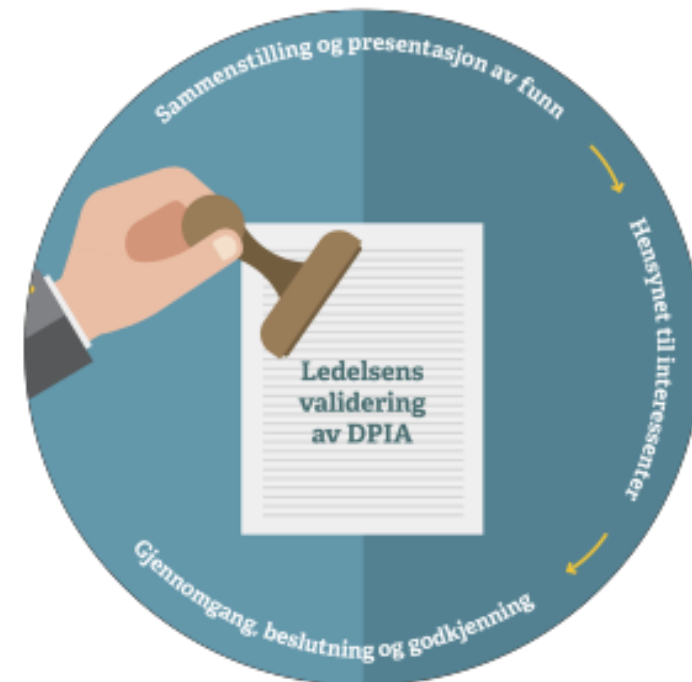 Sammenstilling og presentasjon av funn
Hensynet til interessenter
Ledelsens
validering
av DPIA
Gjennomgang, beslutning og godkjenning